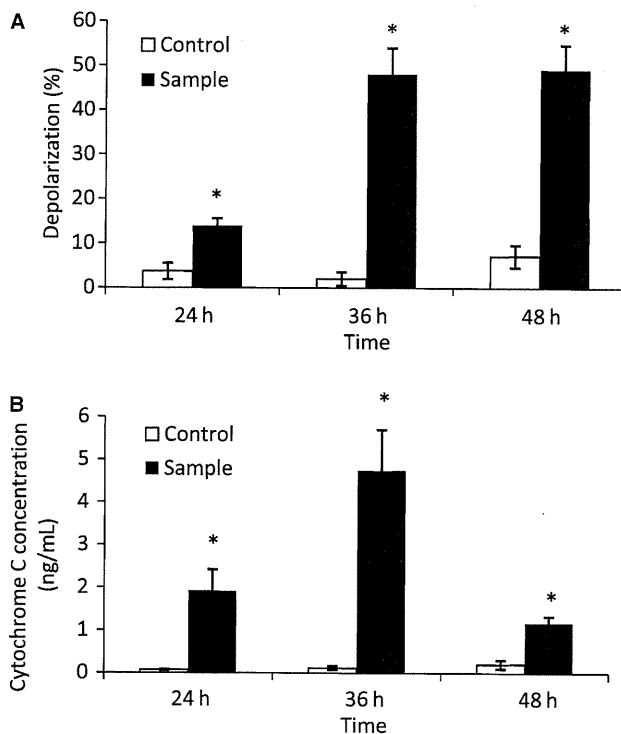 A
60
50
40
30
20
10
0
Depolarization (%)
Control
Sample
*
*
*
24 h
36 h
48 h
Time
B
6
5
4
3
2
1
0
Cytochrome C concentration
(ng/mL)
Control
Sample
*
*
*
24 h
36 h
48 h
Time